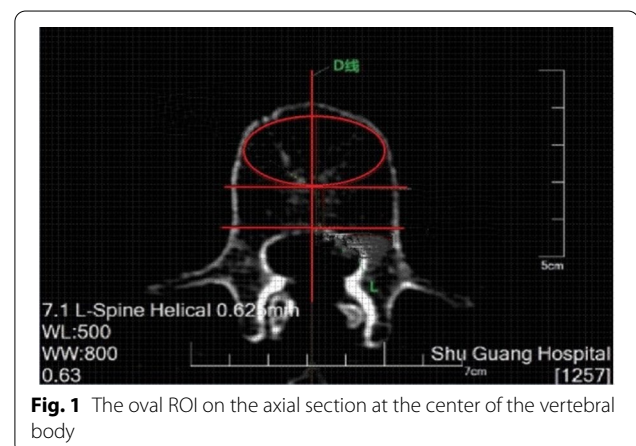 D线
5cm
L
7.1 L-Spine Helical 0.625mm
WL:500
WW:800
0.63
Shu Guang Hospital
7cm
[1257]
Fig. 1 The oval ROI on the axial section at the center of the vertebral
body